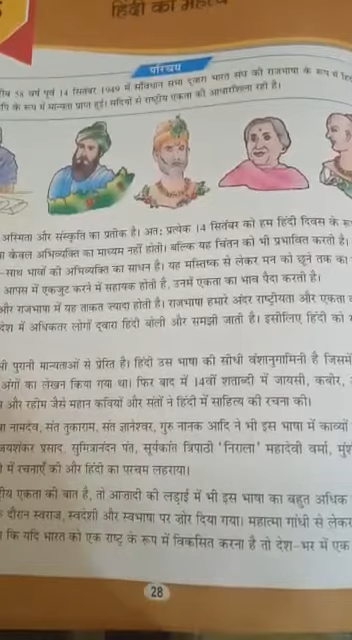 हिंदी का महत्व
परिचय
वर्ष पूर्व 14 सितंबर 1949 में संविधान सभा द्वारा भारत संघ की राजभाषा के रूप में
के रूप में मान्यता प्राप्त हुई। सदियों से राष्ट्रीय एकता की आधारशिला रही है।
अस्मिता और संस्कृति का प्रतीक है। अतः प्रत्येक 14 सितंबर को हम हिंदी दिवस के
केवल अभिव्यक्ति का माध्यम नहीं होती। बल्कि यह चिंतन को भी प्रभावित करती है।
-साथ भावों की अभिव्यक्ति का साधन है। यह मस्तिष्क से लेकर मन को छूने तक का
आपस में एकजुट करने में सहायक होती है, उनमें एकता का भाव पैदा करती है।
और राजभाषा में यह ताकत ज्यादा होती है। राजभाषा हमारे अंदर राष्ट्रीयता और एकता
देश में अधिकतर लोगों द्वारा हिंदी बोली और समझी जाती है। इसीलिए हिंदी को
भी पुरानी मान्यताओं से प्रेरित है। हिंदी उस भाषा की सीधी वंशानुगामिनी है जिसमें
अंगों का लेखन किया गया था। फिर बाद में 14वीं शताब्दी में जायसी, कबीर,
और रहीम जैसे महान कवियों और संतों ने हिंदी में साहित्य की रचना की।
नामदेव, संत तुकाराम, संत ज्ञानेश्वर, गुरु नानक आदि ने भी इस भाषा में काव्यों
जयशंकर प्रसाद, सुमित्रानंदन पंत, सूर्यकांत त्रिपाठी 'निराला' महादेवी वर्मा, मुंश
में रचनाएँ कीं और हिंदी का परचम लहराया।
एकता की बात है, तो आज़ादी की लड़ाई में भी इस भाषा का बहुत अधिक
दौरान स्वराज, स्वदेशी और स्वभाषा पर ज़ोर दिया गया। महात्मा गांधी से लेकर
कि यदि भारत को एक राष्ट्र के रूप में विकसित करना है तो देश-भर में एक
28